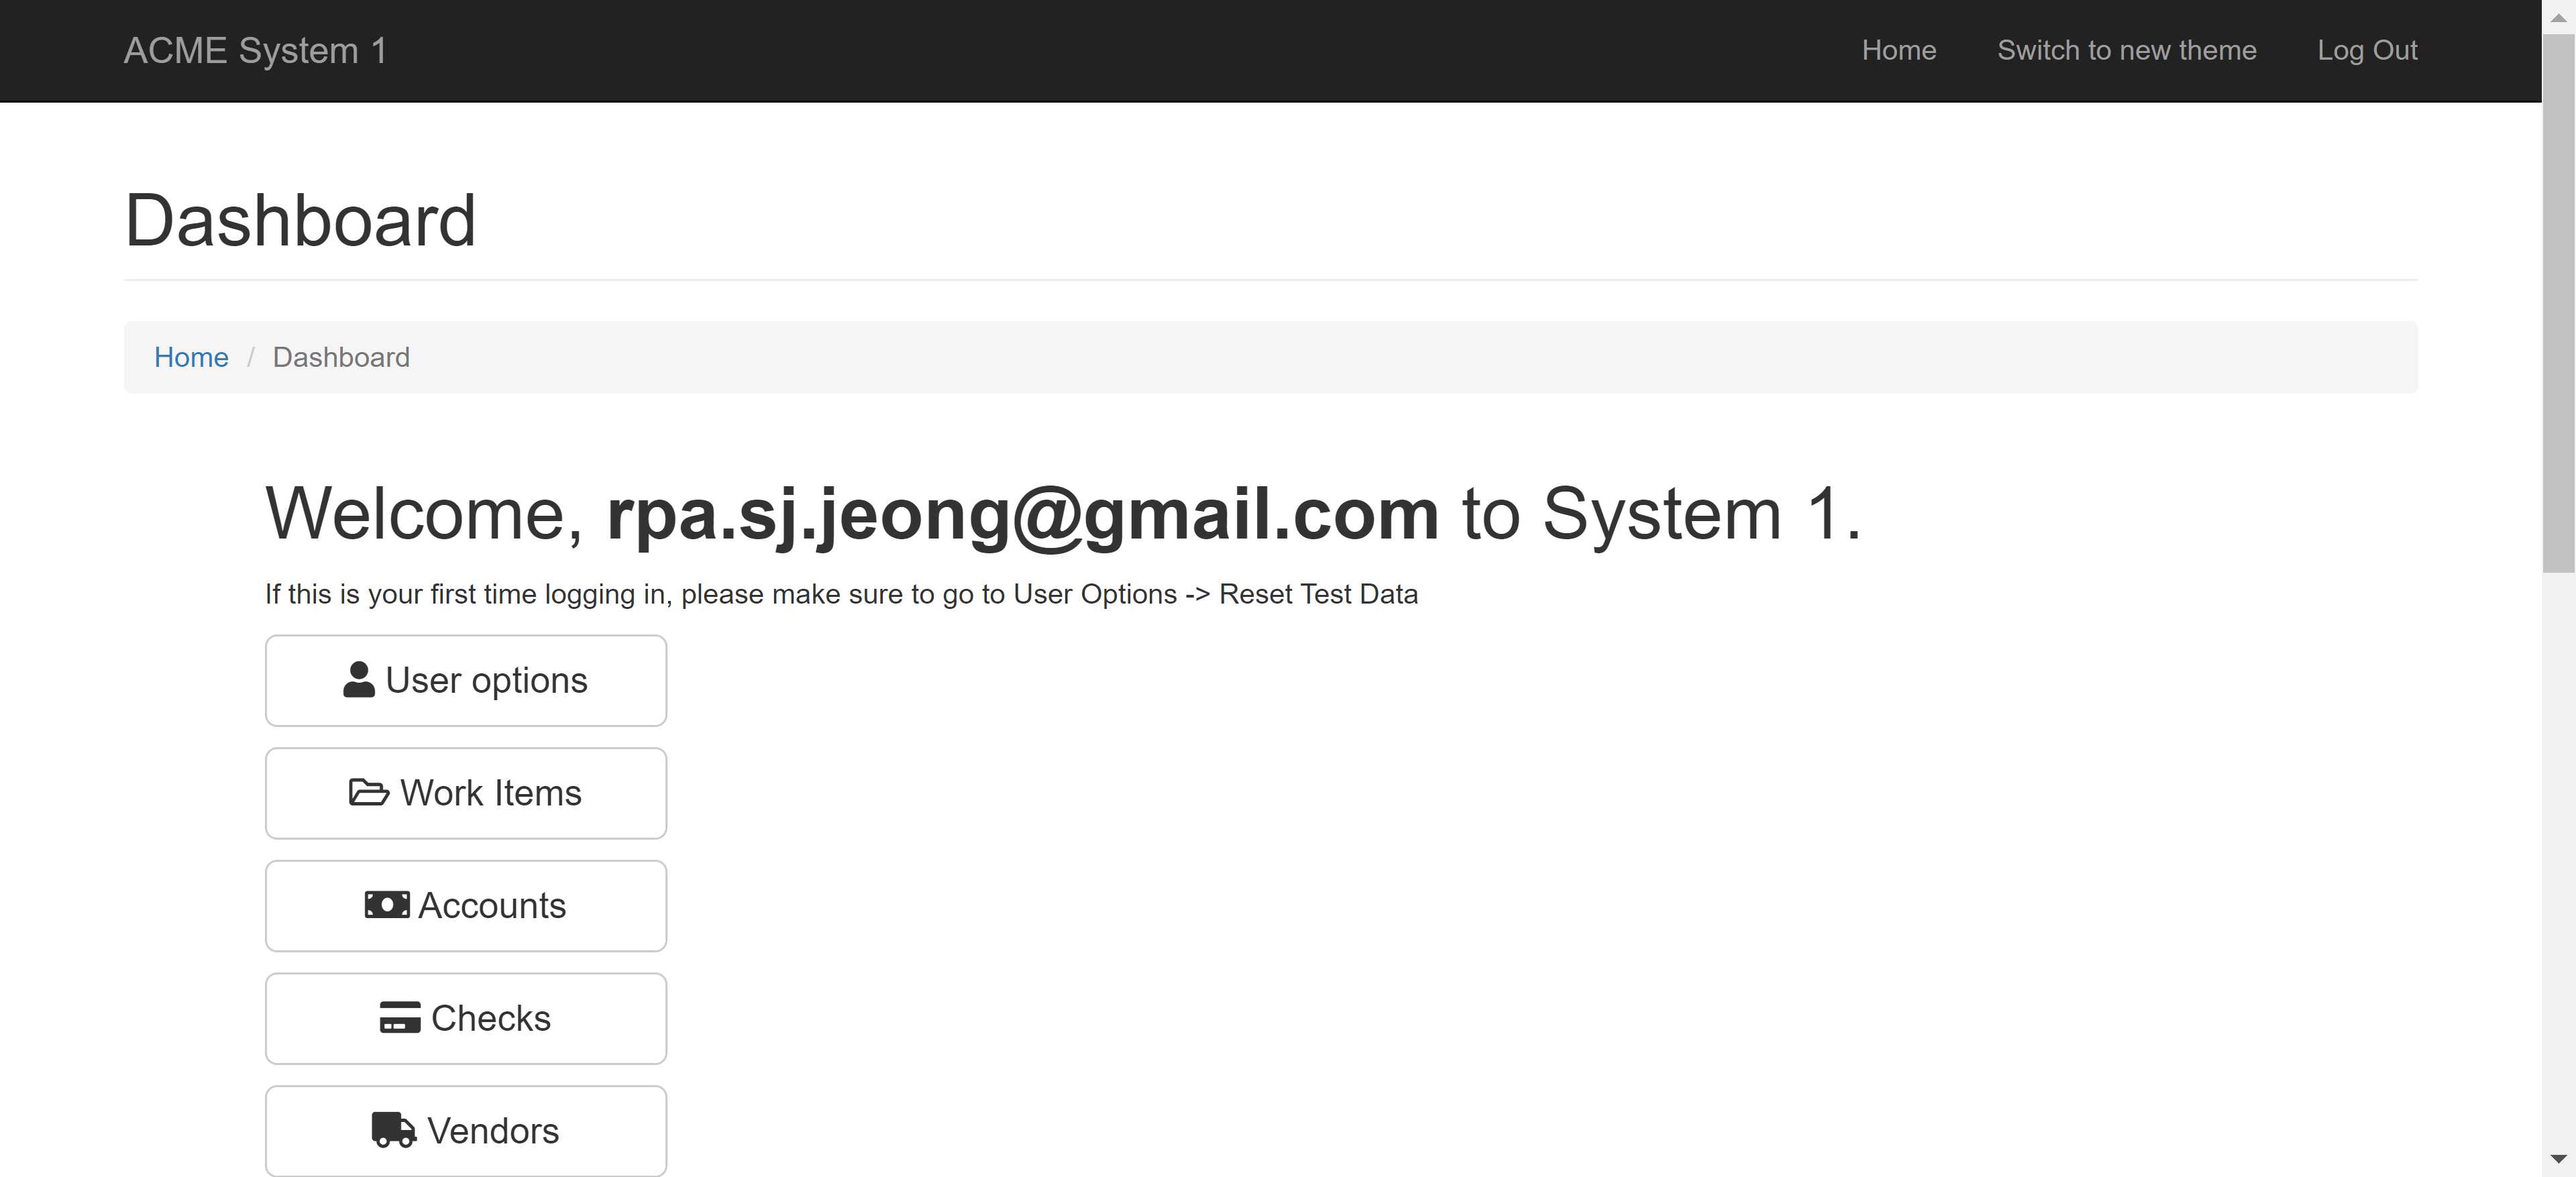 ACME System 1
Home Switch to new theme Log Out
Dashboard
Home / Dashboard
Welcome, rpa.sj.jeong@gmail.com to System 1.
If this is your first time logging in, please make sure to go to User Options -> Reset Test Data
User options
Work Items
Accounts
Checks
Vendors